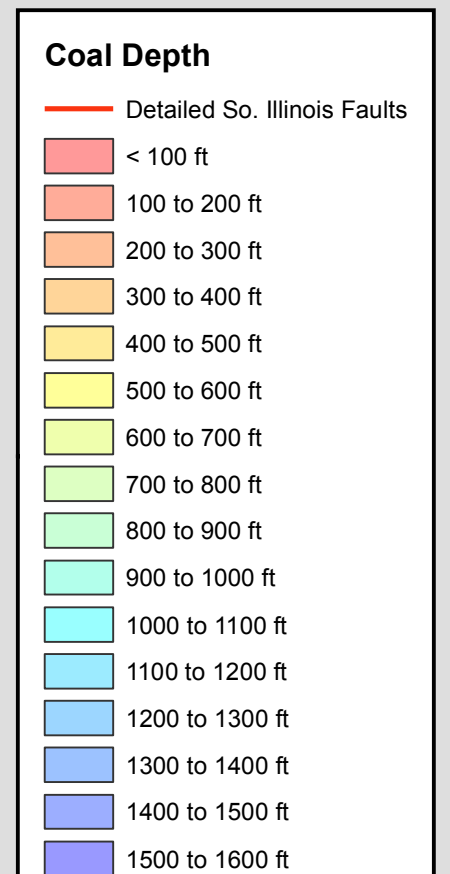 Coal Depth
Detailed So. Illinois Faults
< 100 ft
100 to 200 ft
200 to 300 ft
300 to 400 ft
400 to 500 ft
500 to 600 ft
600 to 700 ft
700 to 800 ft
800 to 900 ft
900 to 1000 ft
1000 to 1100 ft
1100 to 1200 ft
1200 to 1300 ft
1300 to 1400 ft
1400 to 1500 ft
1500 to 1600 ft